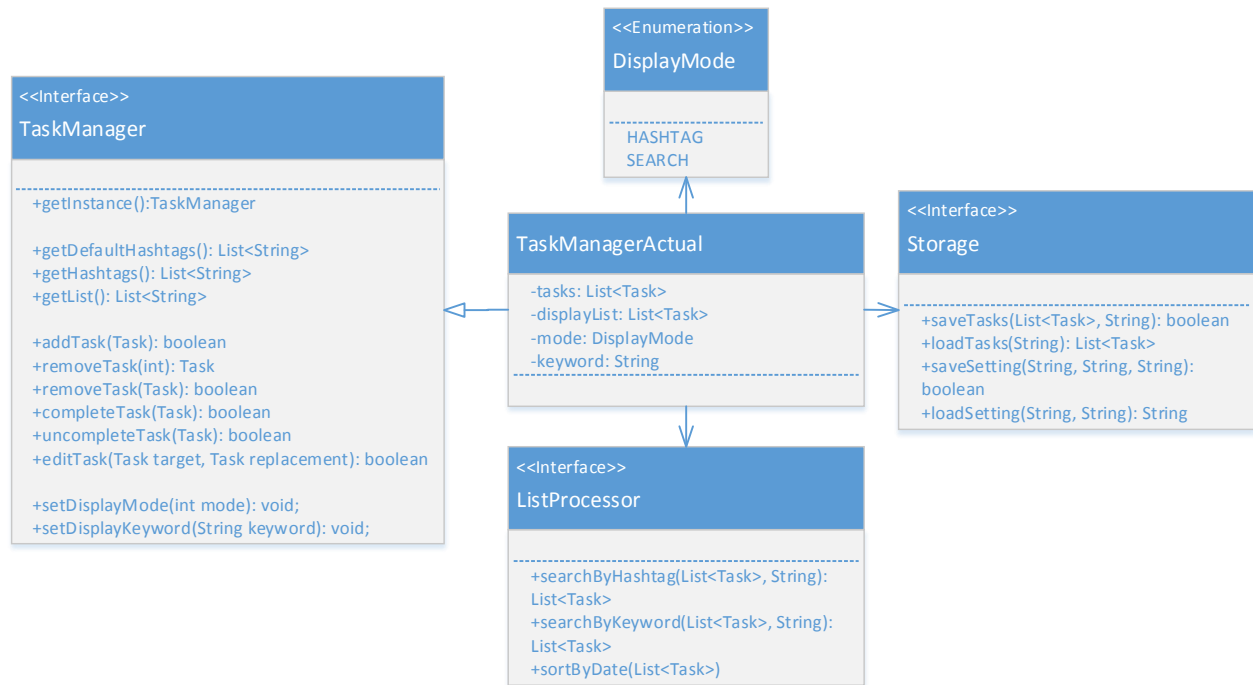 <<Enumeration>>
DisplayMode
HASHTAG
SEARCH
<<Interface>>
TaskManager
+getInstance():TaskManager
+getDefaultHashtags(): List<String>
+getHashtags(): List<String>
+getList(): List<String>
+addTask(Task): boolean
+removeTask(int): Task
+removeTask(Task): boolean
+completeTask(Task): boolean
+uncompleteTask(Task): boolean
+editTask(Task target, Task replacement): boolean
+setDisplayMode(int mode): void;
+setDisplayKeyword(String keyword): void;
TaskManagerActual
-tasks: List<Task>
-displayList: List<Task>
-mode: DisplayMode
-keyword: String
<<Interface>>
Storage
+saveTasks(List<Task>, String): boolean
+loadTasks(String): List<Task>
+saveSetting(String, String, String):
boolean
+loadSetting(String, String): String
<<Interface>>
ListProcessor
+searchByHashtag(List<Task>, String):
List<Task>
+searchByKeyword(List<Task>, String):
List<Task>
+sortByDate(List<Task>)